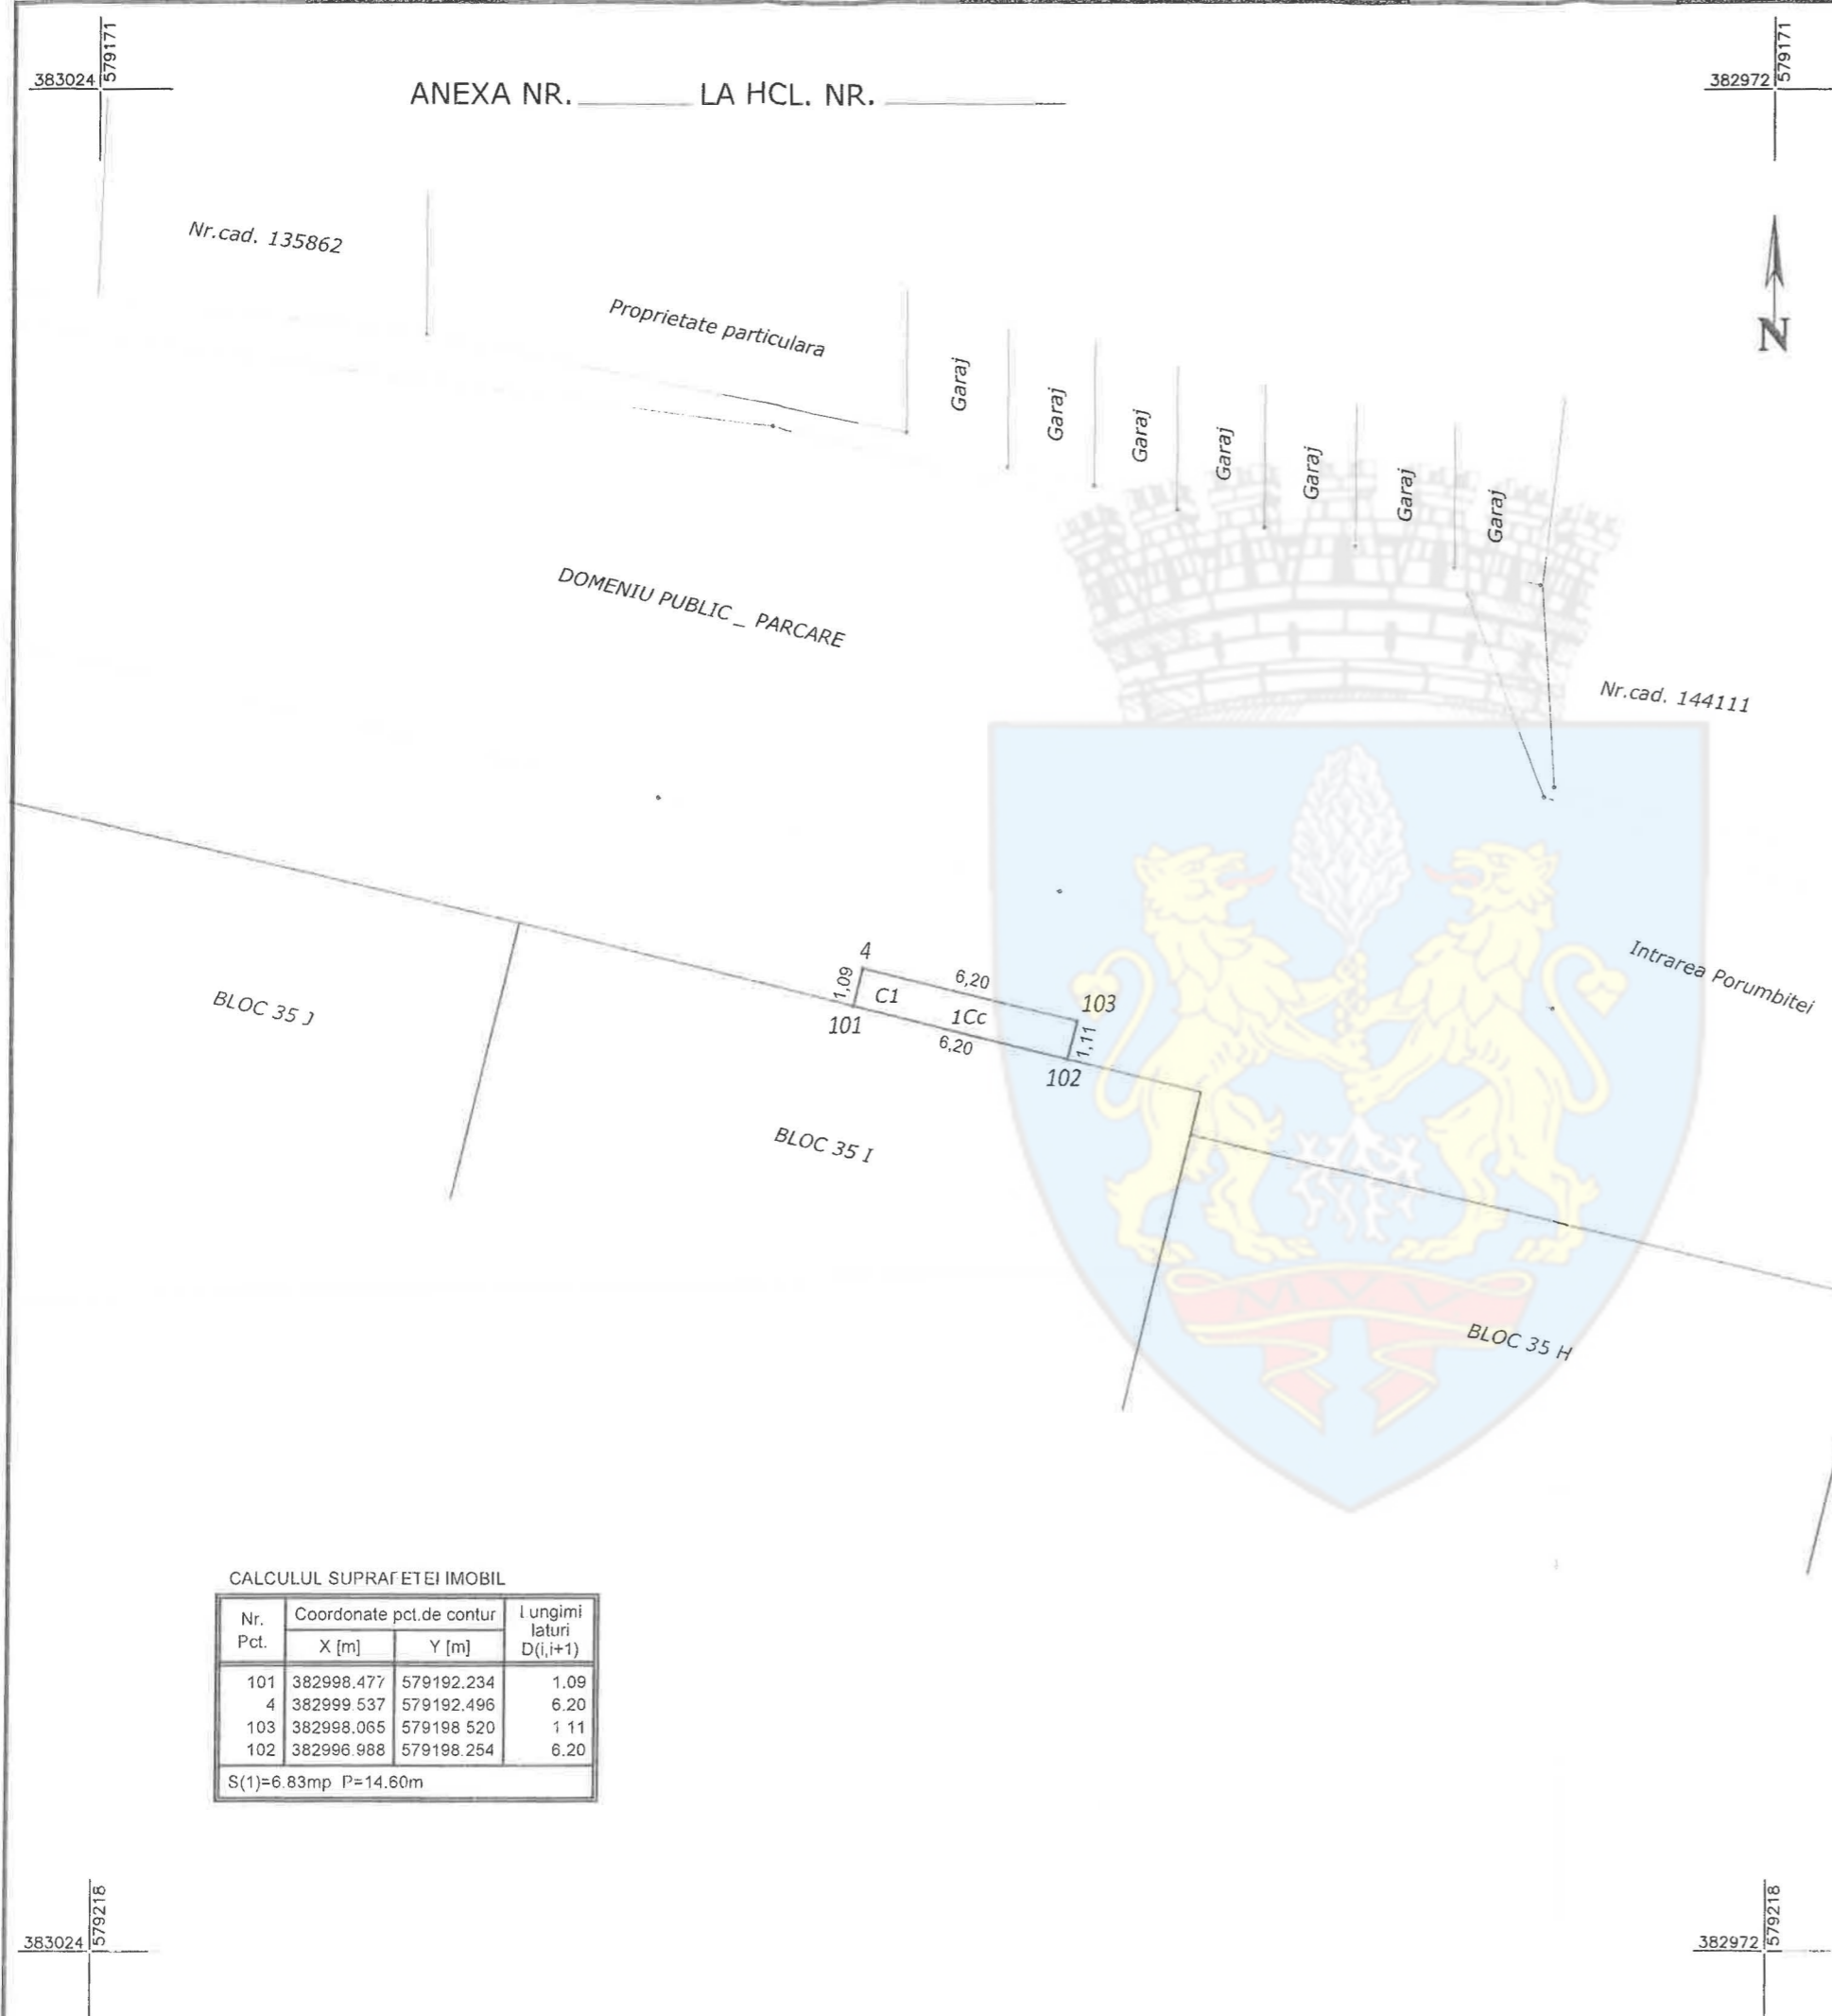 383024 579171
382972 579171
ANEXA NR. ________ LA HCL. NR. ____________
N
Nr.cad. 135862
Proprietate particulara
Garaj
Garaj
Garaj
Garaj
Garaj
Garaj
Garaj
DOMENIU PUBLIC _ PARCARE
Nr.cad. 144111
Intrarea Porumbitei
4
1,09
6,20
C1
103
1Cc
101
6,20
1,11
102
BLOC 35 J
BLOC 35 I
BLOC 35 H
CALCULUL SUPRAFETEI IMOBIL
Nr. Pct. Coordonate pct.de contur Lungimi laturi D(i,i+1)
X [m] Y [m]
101 382998.477 579192.234 1.09
4 382999.537 579192.496 6.20
103 382998.065 579198 520 1 11
102 382996.988 579198.254 6.20
S(1)=6.83mp P=14.60m
383024 579218
382972 579218